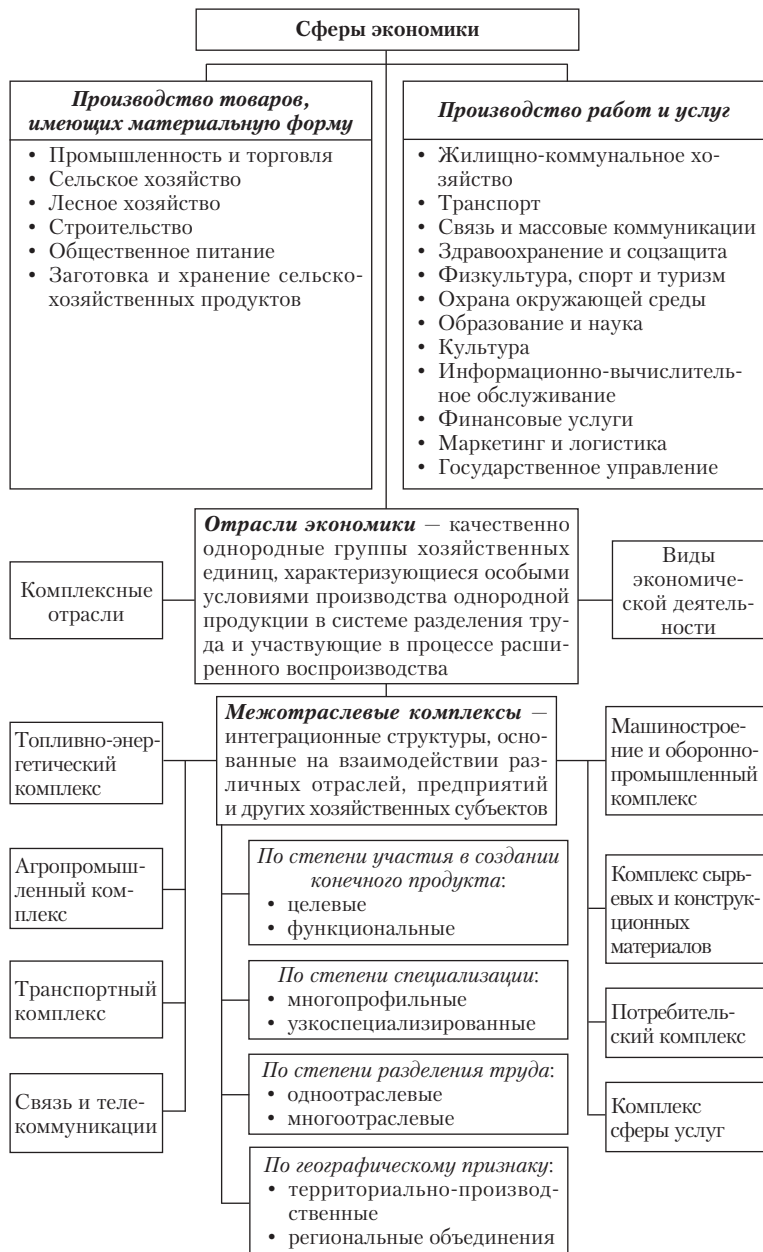 Сферы экономики
Производство товаров,
имеющих материальную форму
• Промышленность и торговля
• Сельское хозяйство
• Лесное хозяйство
• Строительство
• Общественное питание
• Заготовка и хранение сельско-
хозяйственных продуктов
Производство работ и услуг
• Жилищно-коммунальное хо-
зяйство
• Транспорт
• Связь и массовые коммуникации
• Здравоохранение и соцзащита
• Физкультура, спорт и туризм
• Охрана окружающей среды
• Образование и наука
• Культура
• Информационно-вычислитель-
ное обслуживание
• Финансовые услуги
• Маркетинг и логистика
• Государственное управление
Комплексные
отрасли
Отрасли экономики — качественно
однородные группы хозяйственных
единиц, характеризующиеся особыми
условиями производства однородной
продукции в системе разделения тру-
да и участвующие в процессе расши-
ренного воспроизводства
Виды
экономиче-
ской деятель-
ности
Межотраслевые комплексы —
интеграционные структуры, осно-
ванные на взаимодействии раз-
личных отраслей, предприятий
и других хозяйственных субъектов
Топливно-энер-
гетический
комплекс
Агропромыш-
ленный ком-
плекс
Транспортный
комплекс
Связь и теле-
коммуникации
По степени участия в создании
конечного продукта:
• целевые
• функциональные
По степени специализации:
• многопрофильные
• узкоспециализированные
По степени разделения труда:
• одноотраслевые
• многоотраслевые
По географическому признаку:
• территориально-производ-
ственные
• региональные объединения
Машинострое-
ние и оборонно-
промышленный
комплекс
Комплекс сырь-
евых и конструк-
ционных
материалов
Потребитель-
ский комплекс
Комплекс
сферы услуг